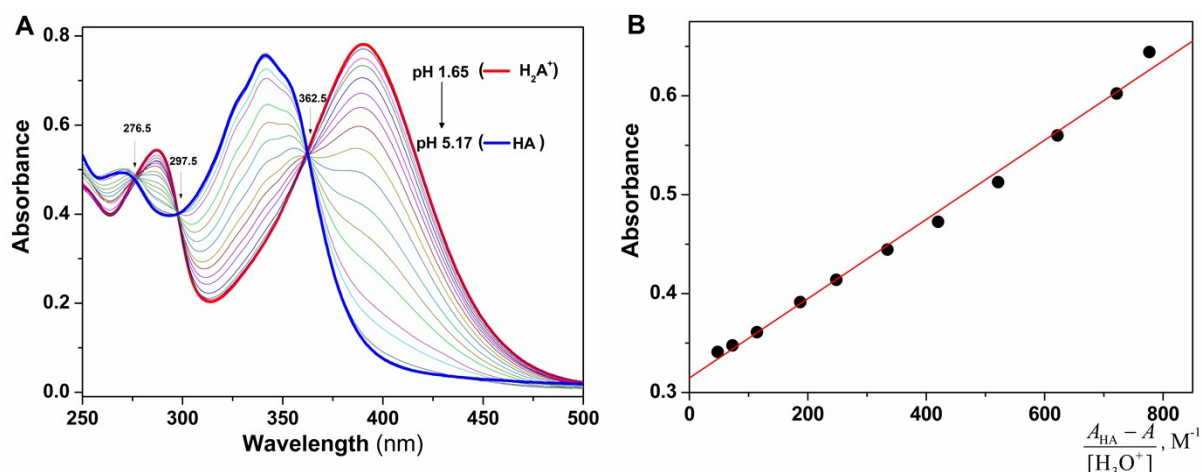 A
B
0.8
0.6
0.4
0.2
0.0
250
300
350
400
450
500
Absorbance
Wavelength (nm)
276.5
297.5
362.5
pH 1.65 ( H₂A⁺)
pH 5.17 ( HA)
0.6
0.5
0.4
0.3
0
200
400
600
800
Absorbance
A_HA − A
[H₃O⁺] , M⁻¹